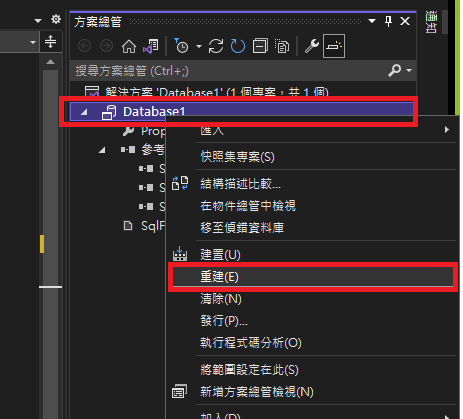 方案總管
通知
搜尋方案總管 (Ctrl+;)
解決方案 'Database1' (1 個專案，共 1 個)
Database1
Prop
參考
S
S
S
SqlF
匯入
快照集專案(S)
結構描述比較...
在物件總管中檢視
移至偵錯資料庫
建置(U)
重建(E)
清除(N)
發行(P)...
執行程式碼分析(O)
將範圍設定在此(S)
新增方案總管檢視(N)
加入(D)